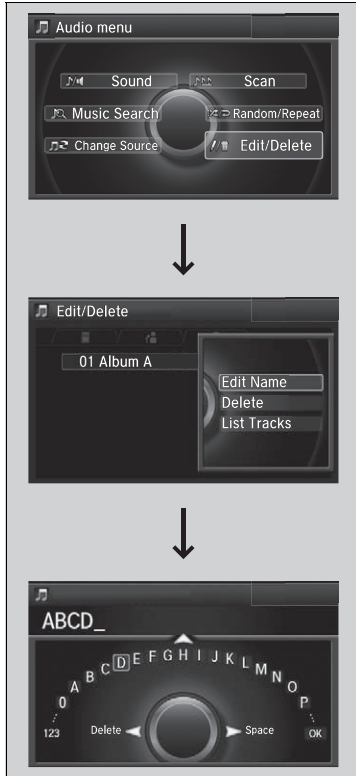 Audio menu
Sound Scan
Music Search Random/Repeat
Change Source Edit/Delete
Edit/Delete
01 Album A
Edit Name
Delete
List Tracks
ABCD_
0 A B C D E F G H I J K L M N O P
123 Delete Space OK